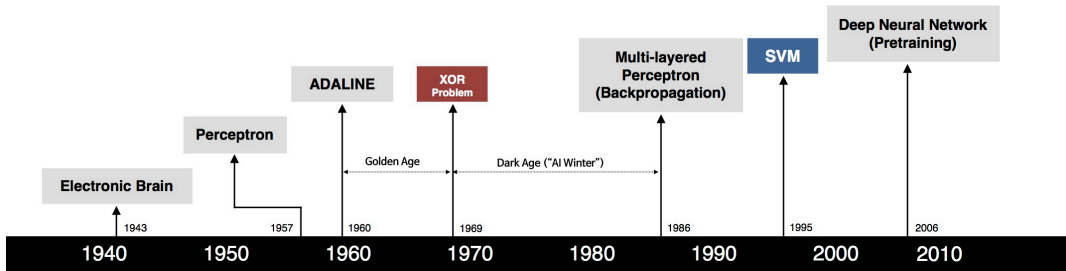 Deep Neural Network
(Pretraining)
Multi-layered
Perceptron
(Backpropagation)
SVM
ADALINE
XOR
Problem
Perceptron
Golden Age
Dark Age ("AI Winter")
Electronic Brain
1943
1957
1960
1969
1986
1995
2006
1940
1950
1960
1970
1980
1990
2000
2010